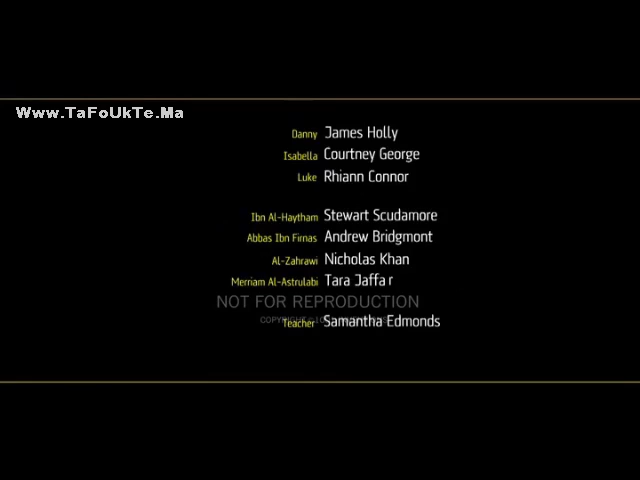 Www.TaFoUkTe.Ma
Danny James Holly
Isabella Courtney George
Luke Rhiann Connor
Ibn Al-Haytham Stewart Scudamore
Abbas Ibn Firnas Andrew Bridgmont
Al-Zahrawi Nicholas Khan
Merriam Al-Astrulabi Tara Jaffar
NOT FOR REPRODUCTION
Teacher Samantha Edmonds